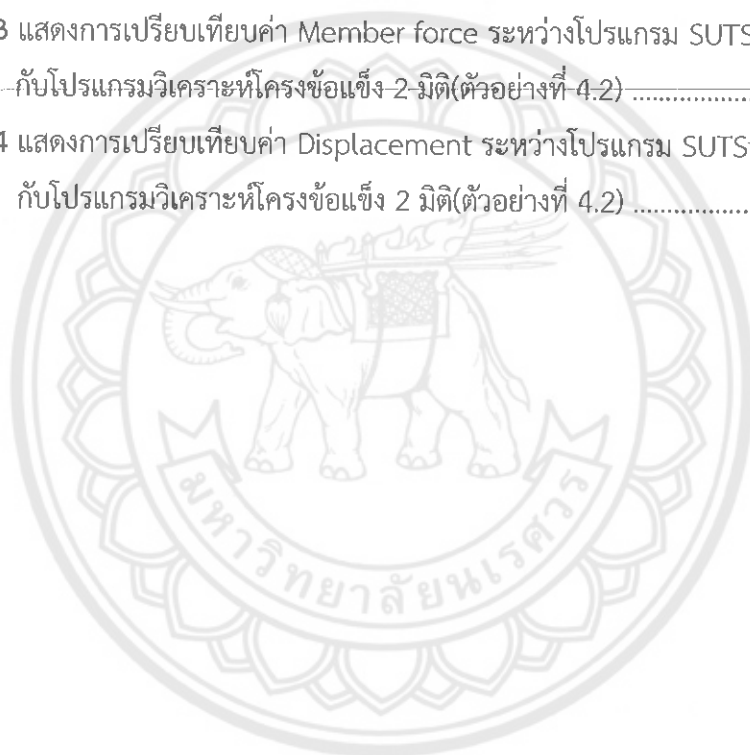 3 แสดงการเปรียบเทียบค่า Member force ระหว่างโปรแกรม SUTS
กับโปรแกรมวิเคราะห์โครงข้อแข็ง 2 มิติ(ตัวอย่างที่ 4.2) ..................
4 แสดงการเปรียบเทียบค่า Displacement ระหว่างโปรแกรม SUTS
กับโปรแกรมวิเคราะห์โครงข้อแข็ง 2 มิติ(ตัวอย่างที่ 4.2) ..................
มหาวิทยาลัยนเรศวร